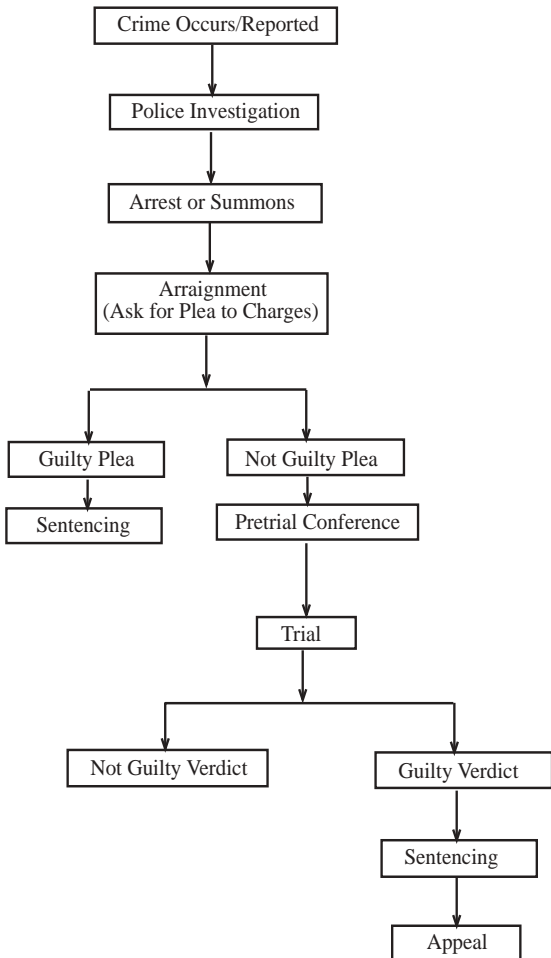 Crime Occurs/Reported
Police Investigation
Arrest or Summons
Arraignment
(Ask for Plea to Charges)
Guilty Plea
Not Guilty Plea
Sentencing
Pretrial Conference
Trial
Not Guilty Verdict
Guilty Verdict
Sentencing
Appeal